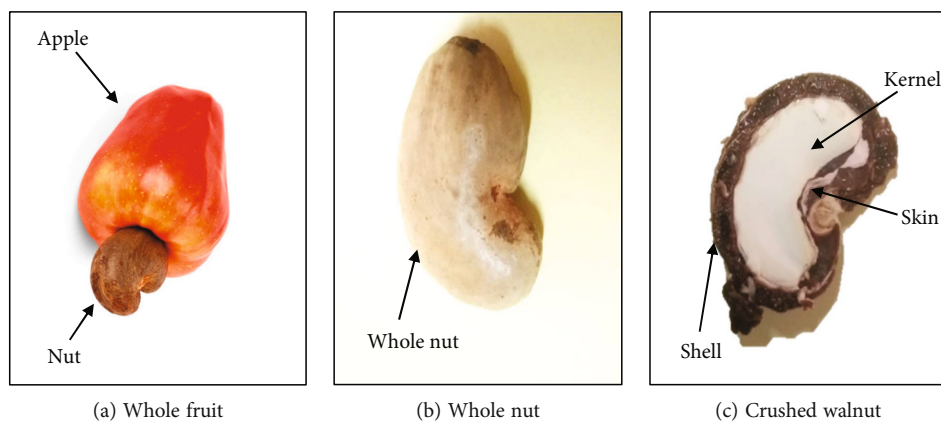 Apple
Nut
(a) Whole fruit
Whole nut
(b) Whole nut
Kernel
Skin
Shell
(c) Crushed walnut